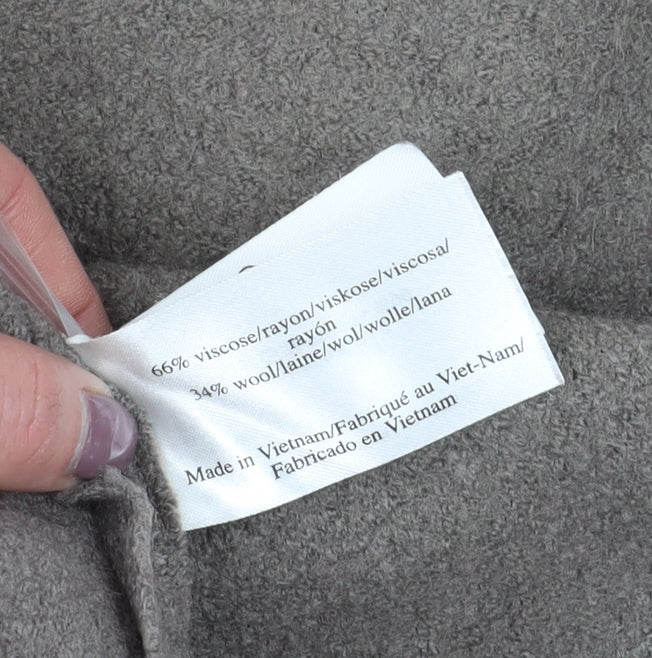 66% viscose/rayon/viskose/viscosa/
rayón
34% wool/laine/wol/wolle/lana
Made in Vietnam/Fabriqué au Viet-Nam/
Fabricado en Vietnam